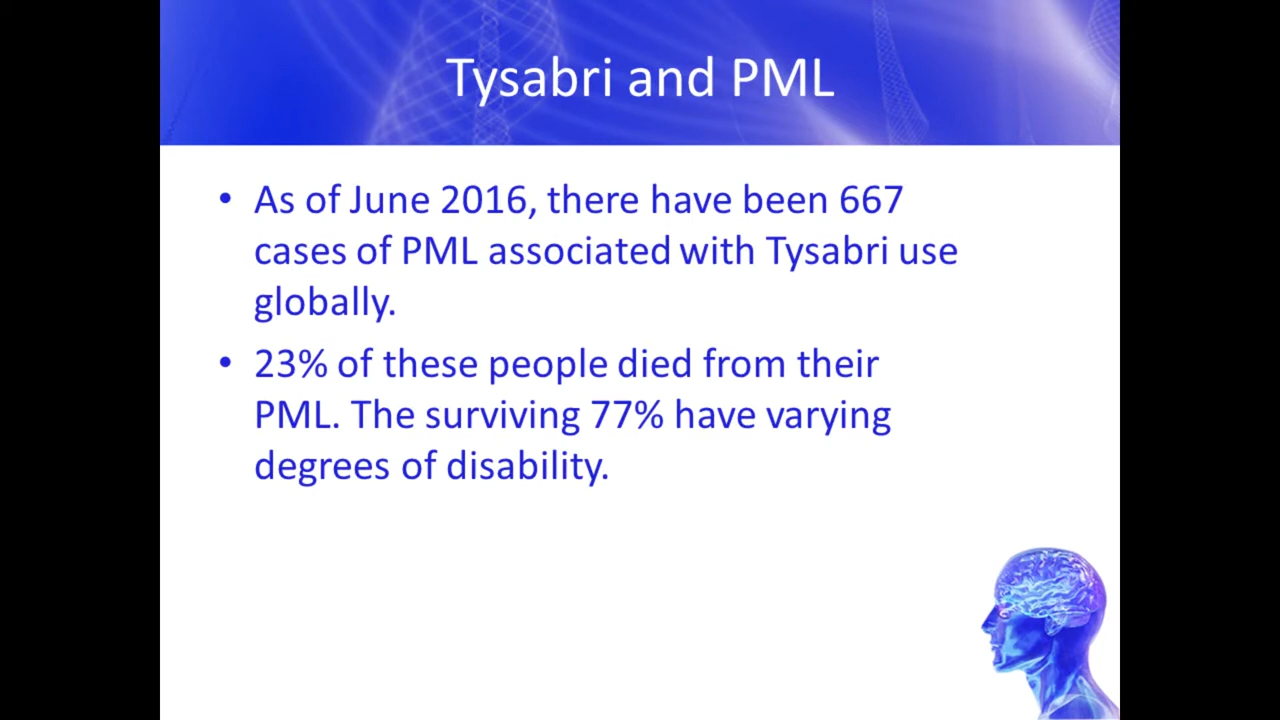 Tysabri and PML
• As of June 2016, there have been 667
cases of PML associated with Tysabri use
globally.
• 23% of these people died from their
PML. The surviving 77% have varying
degrees of disability.